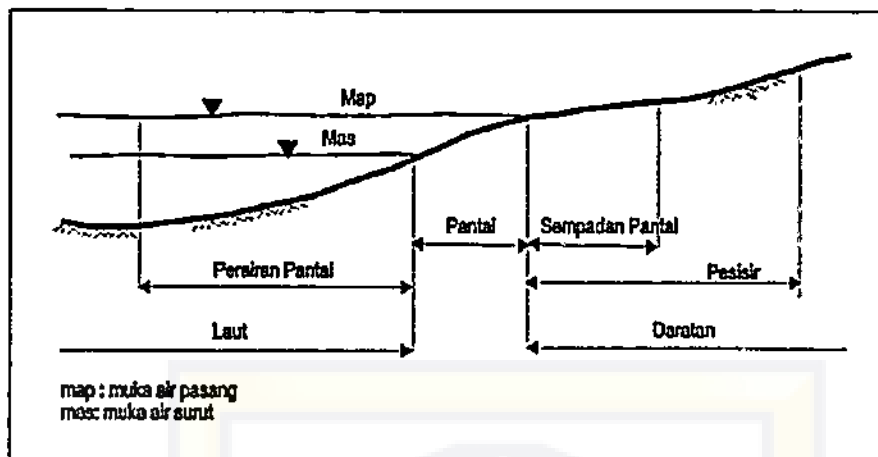 Map
Mas
Pantai
Sempadan Pantai
Perairan Pantai
Pesisir
Laut
Daratan
map : muka air pasang
mas: muka air surut